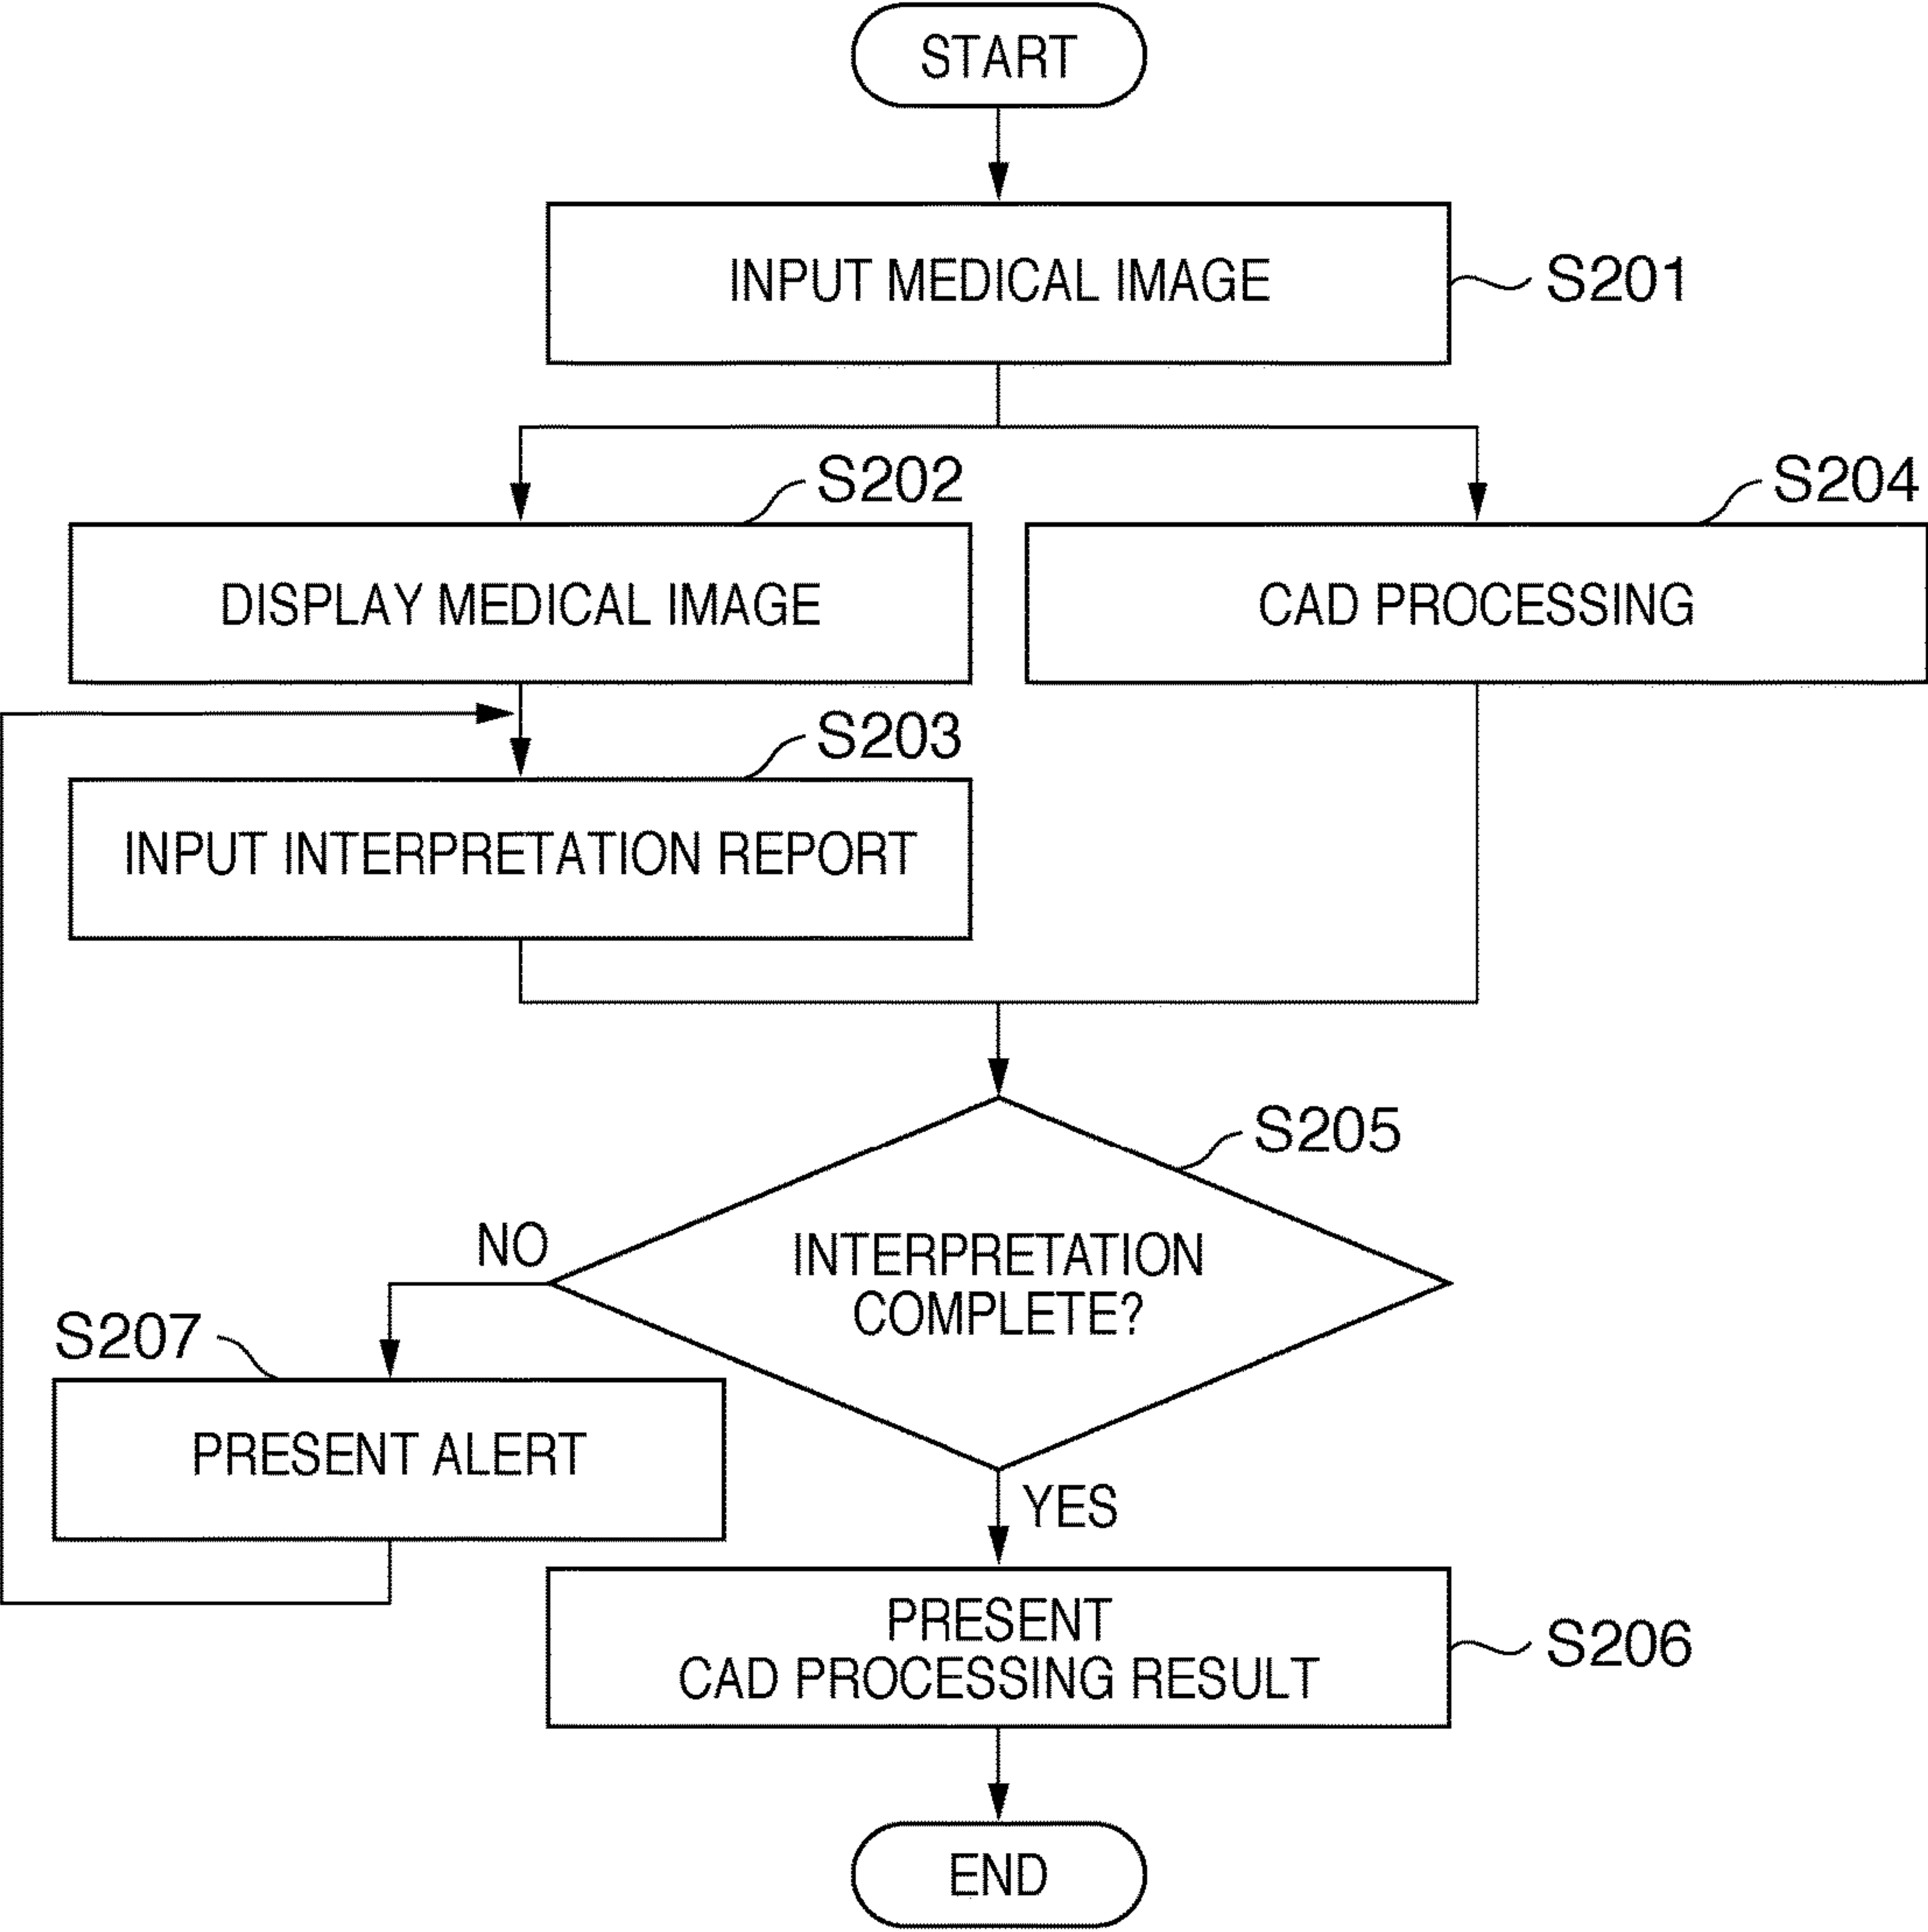 START
INPUT MEDICAL IMAGE
S201
S202
S204
DISPLAY MEDICAL IMAGE
CAD PROCESSING
S203
INPUT INTERPRETATION REPORT
S205
NO
INTERPRETATION
COMPLETE?
S207
PRESENT ALERT
YES
PRESENT
CAD PROCESSING RESULT
S206
END